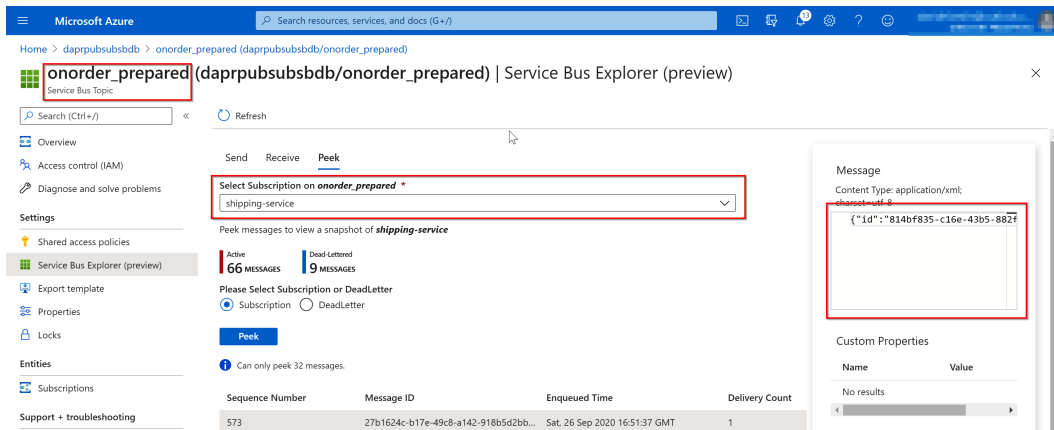 Microsoft Azure
Search resources, services, and docs (G+/)
13
Home > daprpubsubsbdb > onorder_prepared (daprpubsubsbdb/onorder_prepared)
onorder_prepared (daprpubsubsbdb/onorder_prepared) | Service Bus Explorer (preview)
Service Bus Topic
Search (Ctrl+/)
Refresh
Overview
Access control (IAM)
Diagnose and solve problems
Settings
Shared access policies
Service Bus Explorer (preview)
Export template
Properties
Locks
Entities
Subscriptions
Support + troubleshooting
Send Receive Peek
Select Subscription on onorder_prepared *
shipping-service
Peek messages to view a snapshot of shipping-service
Active
66 MESSAGES
Dead-Lettered
9 MESSAGES
Please Select Subscription or DeadLetter
Subscription DeadLetter
Peek
Can only peek 32 messages.
Sequence Number Message ID Enqueued Time Delivery Count
573 27b1624c-b17e-49c8-a142-918b5d2bb... Sat, 26 Sep 2020 16:51:37 GMT 1
Message
Content Type: application/xml;
charset=utf-8
{"id":"814bf835-c16e-43b5-882f
Custom Properties
Name Value
No results